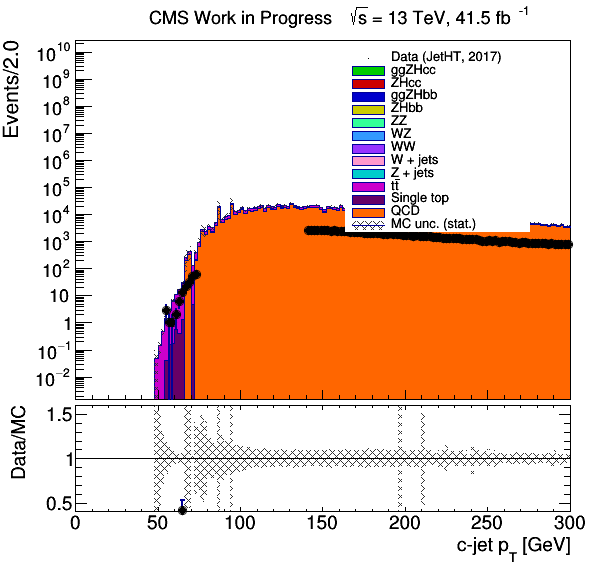 CMS Work in Progress √s = 13 TeV, 41.5 fb⁻¹
Events/2.0
10¹⁰
10⁹
10⁸
10⁷
10⁶
10⁵
10⁴
10³
10²
10
1
10⁻¹
10⁻²
Data (JetHT, 2017)
ggZHcc
ZHcc
ggZHbb
ZHbb
ZZ
WZ
WW
W + jets
Z + jets
tt̄
Single top
QCD
MC unc. (stat.)
Data/MC
1.5
1
0.5
0 50 100 150 200 250 300
c-jet p_T [GeV]